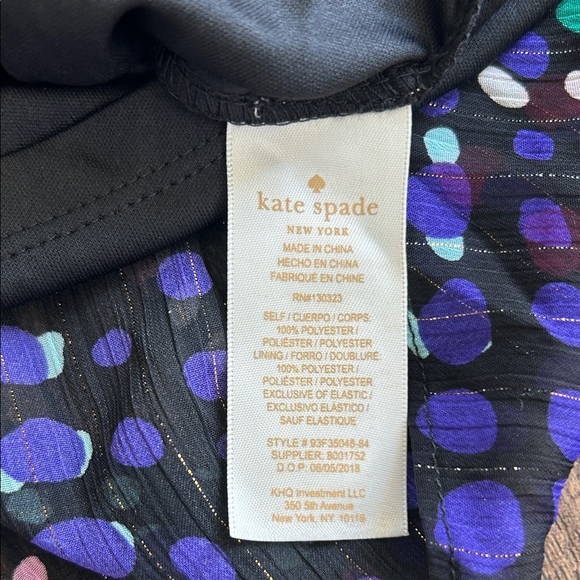 kate spade
NEW YORK
MADE IN CHINA
HECHO EN CHINA
FABRIQUÉ EN CHINE
RN#130323
SELF / CUERPO / CORPS:
100% POLYESTER /
POLIÉSTER / POLYESTER
LINING / FORRO / DOUBLURE:
100% POLYESTER /
POLIÉSTER / POLYESTER
EXCLUSIVE OF ELASTIC /
EXCLUSIVO ELÁSTICO /
SAUF ELASTIQUE
STYLE # 93F35048-84
SUPPLIER: 8031752
D.O.P: 06/05/2018
KHQ Investment LLC
350 5th Avenue
New York, NY, 10118